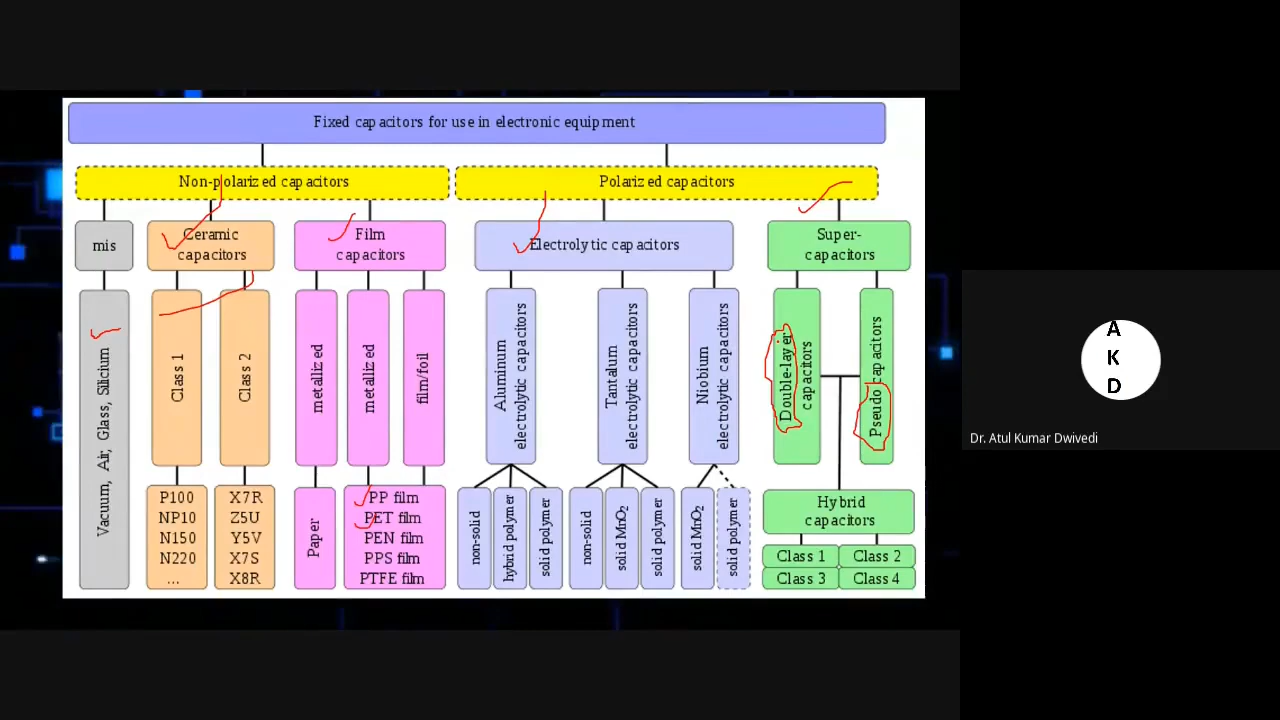 Fixed capacitors for use in electronic equipment
Non-polarized capacitors
Polarized capacitors
mis
Ceramic
capacitors
Film
capacitors
Electrolytic capacitors
Super-
capacitors
Vacuum, Air, Glass, Silicium
Class 1
Class 2
metallized
metallized
film/foil
Aluminum
electrolytic capacitors
Tantalum
electrolytic capacitors
Niobium
electrolytic capacitors
Double-layer
capacitors
Pseudo capacitors
P100
NP10
N150
N220
...
X7R
Z5U
Y5V
X7S
X8R
Paper
PP film
PET film
PEN film
PPS film
PTFE film
non-solid
hybrid polymer
solid polymer
non-solid
solid MnO2
solid polymer
solid MnO2
solid polymer
Hybrid
capacitors
Class 1
Class 2
Class 3
Class 4
A
K
D
Dr. Atul Kumar Dwivedi